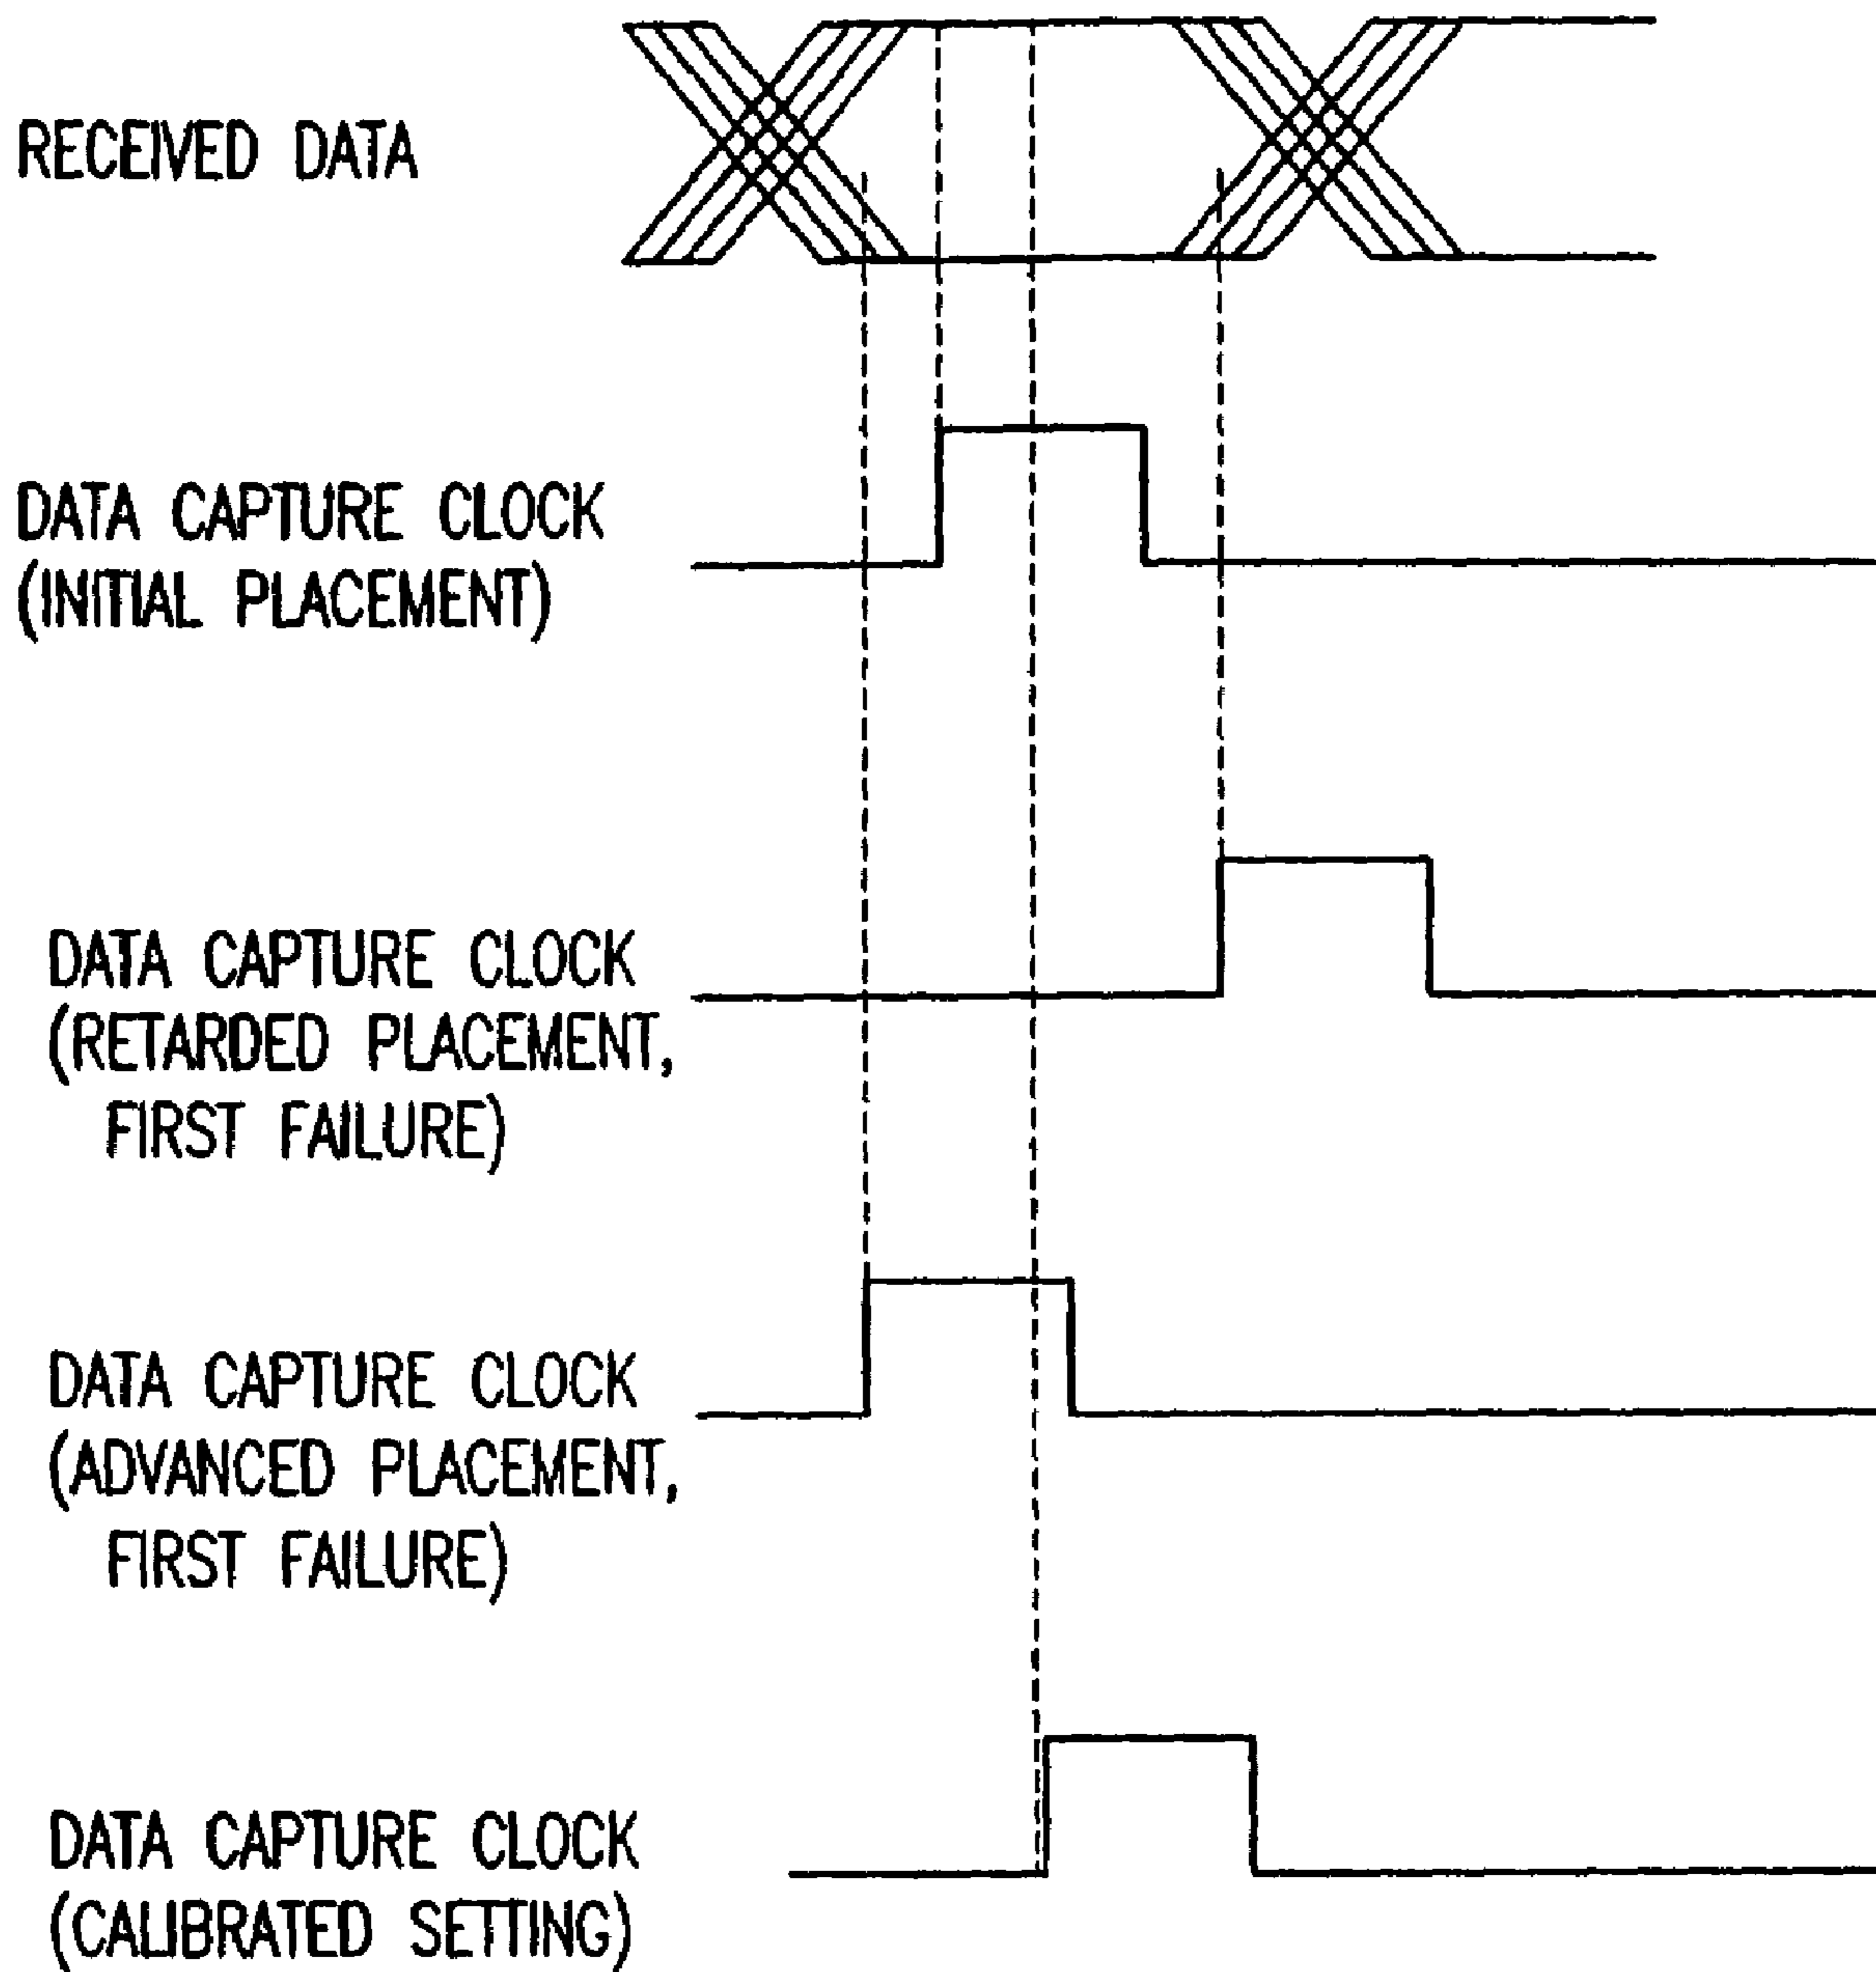 RECEIVED DATA
DATA CAPTURE CLOCK
(INITIAL PLACEMENT)
DATA CAPTURE CLOCK
(RETARDED PLACEMENT,
FIRST FAILURE)
DATA CAPTURE CLOCK
(ADVANCED PLACEMENT,
FIRST FAILURE)
DATA CAPTURE CLOCK
(CALIBRATED SETTING)